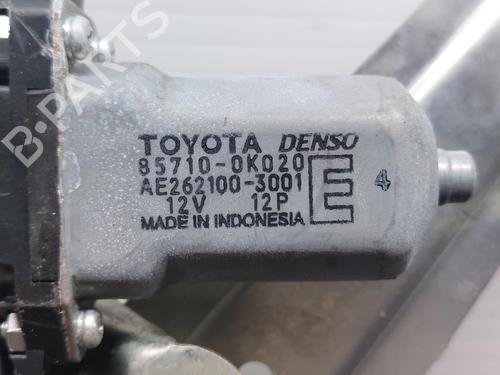 TOYOTA DENSO
85710-0K020
AE262100-3001
12V 12P
MADE IN INDONESIA
E
4
B-PARTS